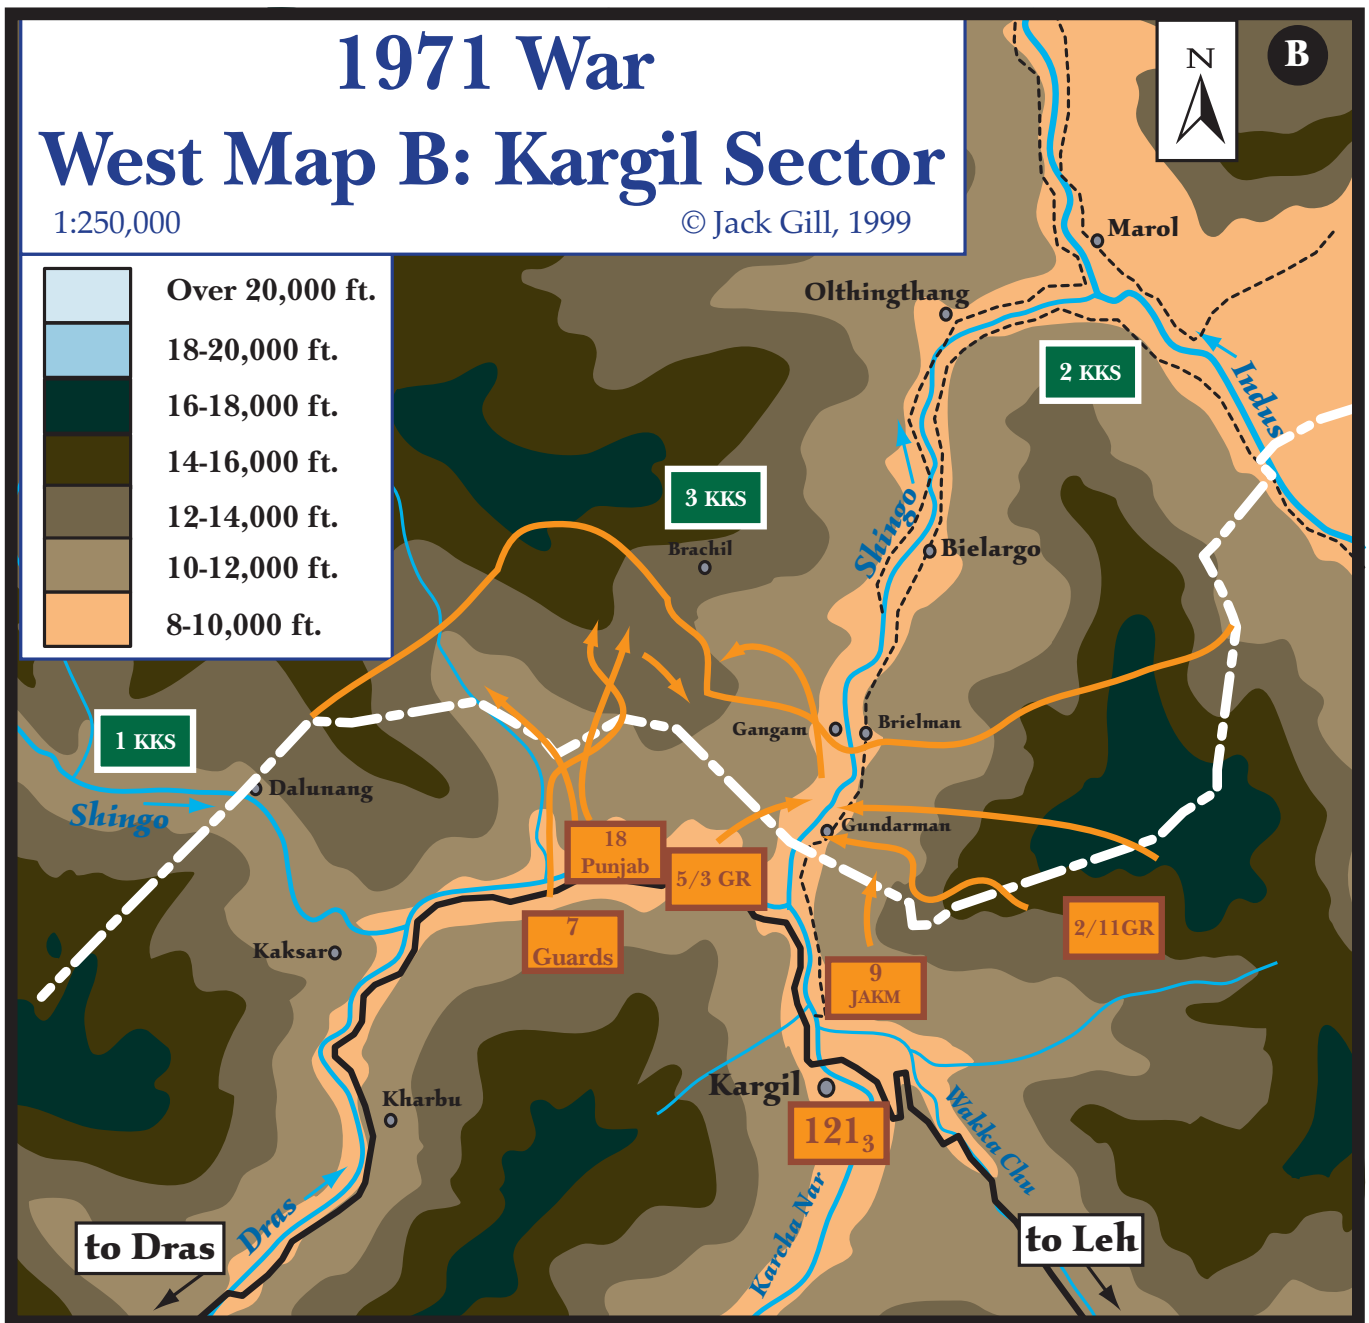 1971 War
West Map B: Kargil Sector
1:250,000
© Jack Gill, 1999
N
B
Over 20,000 ft.
18-20,000 ft.
16-18,000 ft.
14-16,000 ft.
12-14,000 ft.
10-12,000 ft.
8-10,000 ft.
Marol
Olthingthang
2 KKS
Indus
3 KKS
Brachil
Shingo
Bielargo
1 KKS
Gangam
Brielman
Dalunang
Shingo
Gundarman
18
Punjab
5/3 GR
2/11GR
7
Guards
Kaksar
9
JAKM
Kargil
Kharbu
121₃
Wakka Chu
Karcha Nar
Dras
to Dras
to Leh